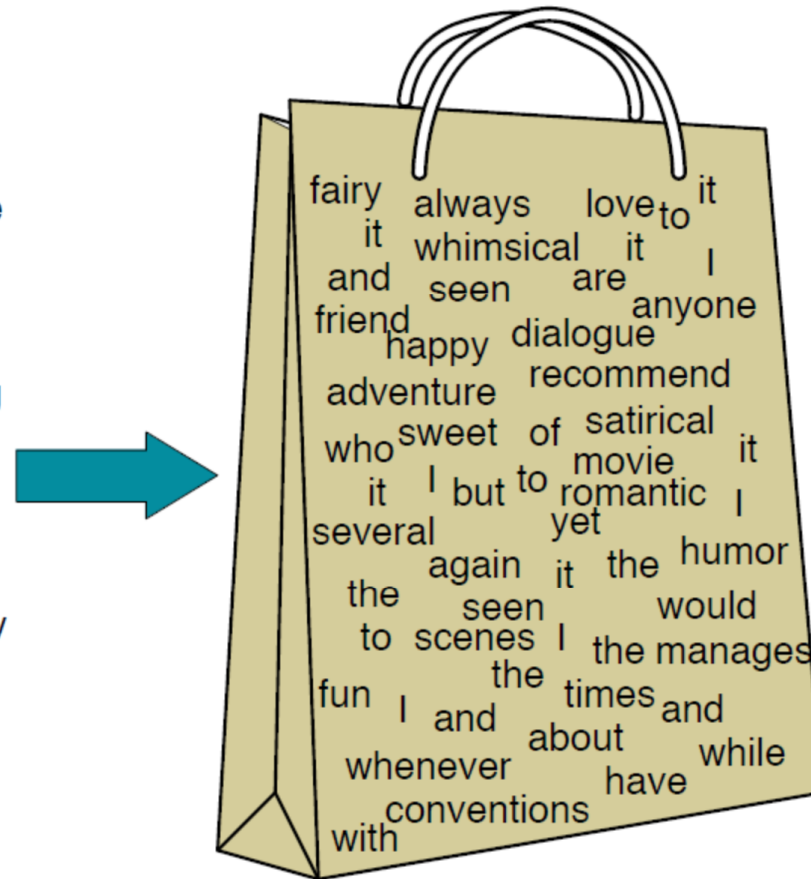 fairy always love to it
it whimsical it I
and seen are anyone
friend happy dialogue
adventure recommend
who sweet of satirical it
it I but to romantic movie I
several yet
again it the humor
the seen would
to scenes I the manages
the
fun I and times and
about while
whenever have
conventions
with